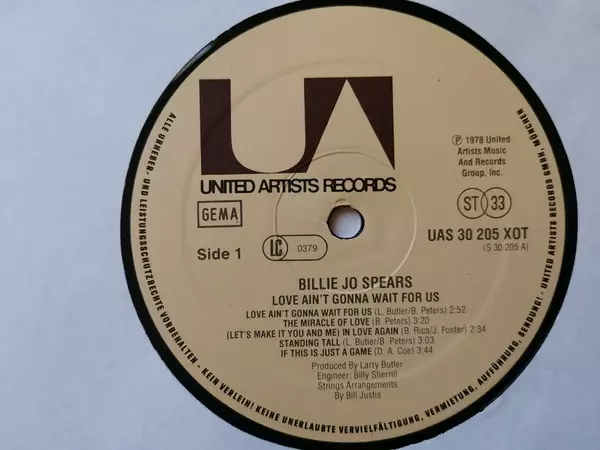 UA
UNITED ARTISTS RECORDS
GEMA
Side 1
LC 0379
℗ 1978 United
Artists Music
And Records
Group, Inc.
ST 33
UAS 30 205 XOT
(S 30 205 A)
BILLIE JO SPEARS
LOVE AIN'T GONNA WAIT FOR US
LOVE AIN'T GONNA WAIT FOR US (L. Butler/B. Peters) 2:52
THE MIRACLE OF LOVE (B. Peters) 3:20
(LET'S MAKE IT YOU AND ME) IN LOVE AGAIN (B. Rica/J. Foster) 2:34
STANDING TALL (L. Butler/B. Peters) 3:03
IF THIS IS JUST A GAME (D. A. Coe) 3:44
Produced by Larry Butler
Engineer: Billy Sherrill
Strings Arrangements
By Bill Justis
ALLE URHEBER- UND LEISTUNGSSCHUTZRECHTE VORBEHALTEN - KEIN VERLEIH! KEINE UNERLAUBTE VERVIELFÄLTIGUNG, VERMIETUNG, AUFFÜHRUNG, SENDUNG! - UNITED ARTISTS RECORDS GMBH, MÜNCHEN